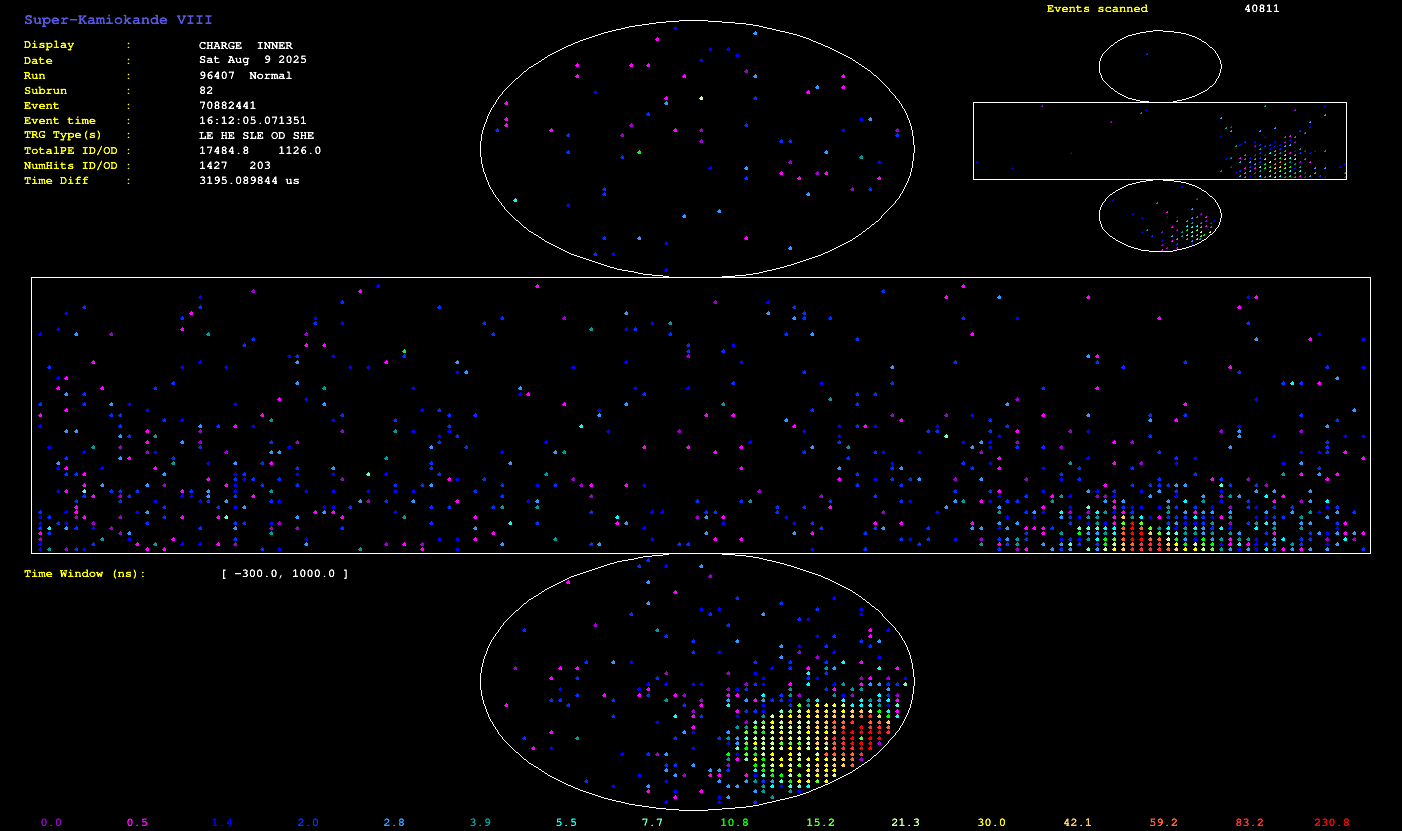 Super-Kamiokande VIII
Events scanned 40811
Display : CHARGE INNER
Date : Sat Aug 9 2025
Run : 96407 Normal
Subrun : 82
Event : 70882441
Event time : 16:12:05.071351
TRG Type(s) : LE HE SLE OD SHE
TotalPE ID/OD : 17484.8 1126.0
NumHits ID/OD : 1427 203
Time Diff : 3195.089844 us
Time Window (ns): [ -300.0, 1000.0 ]
0.0 0.5 1.4 2.0 2.8 3.9 5.5 7.7 10.8 15.2 21.3 30.0 42.1 59.2 83.2 230.8